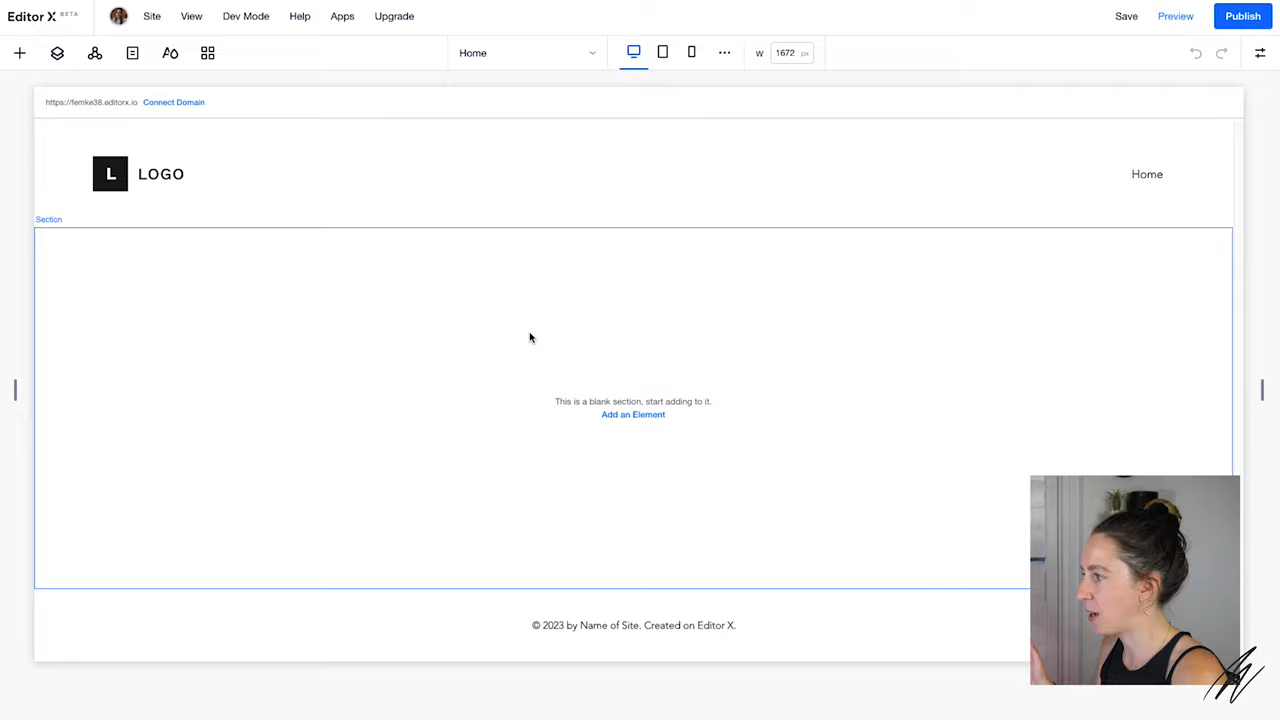 Editor X BETA Site View Dev Mode Help Apps Upgrade Save Preview Publish
Home W 1672 px
https://femke38.editorx.io Connect Domain
L LOGO Home
Section
This is a blank section, start adding to it.
Add an Element
© 2023 by Name of Site. Created on Editor X.